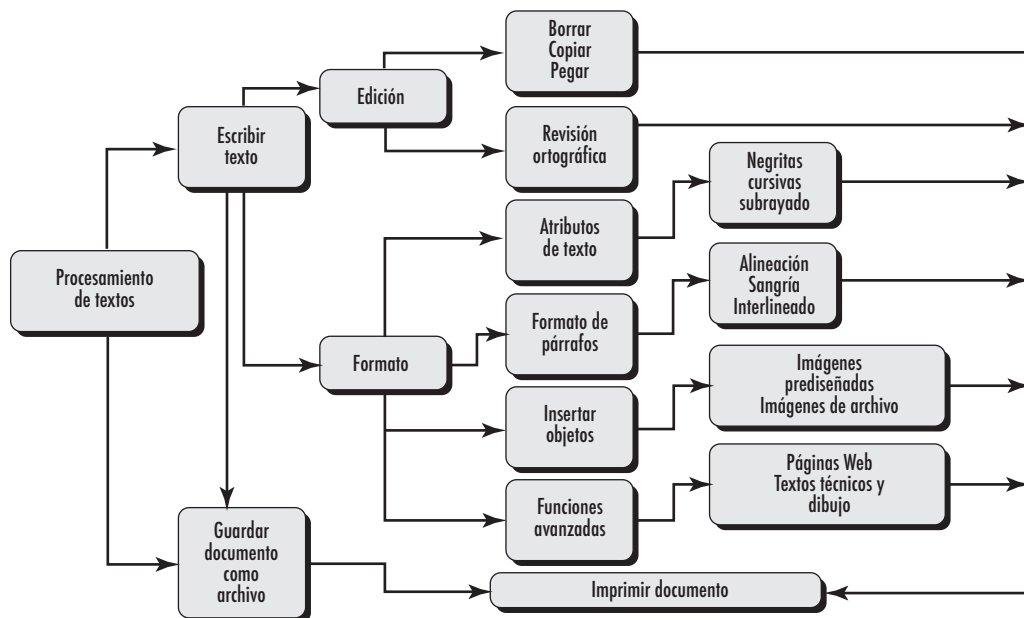 Procesamiento
de textos
Escribir
texto
Guardar
documento
como
archivo
Edición
Formato
Borrar
Copiar
Pegar
Revisión
ortográfica
Atributos
de texto
Formato de
párrafos
Insertar
objetos
Funciones
avanzadas
Negritas
cursivas
subrayado
Alineación
Sangría
Interlineado
Imágenes
prediseñadas
Imágenes de archivo
Páginas Web
Textos técnicos y
dibujo
Imprimir documento